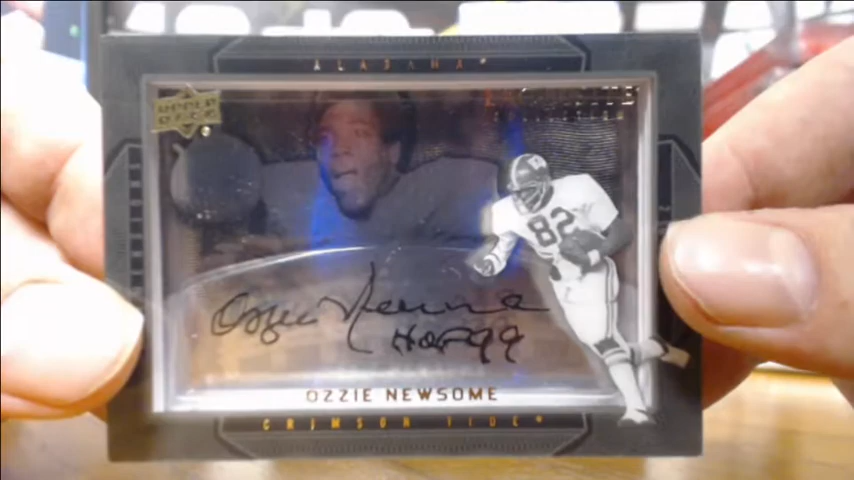 ALABAMA*
UPPER DECK
82
Ozzie Newsome
HOF 99
OZZIE NEWSOME
CRIMSON TIDE*